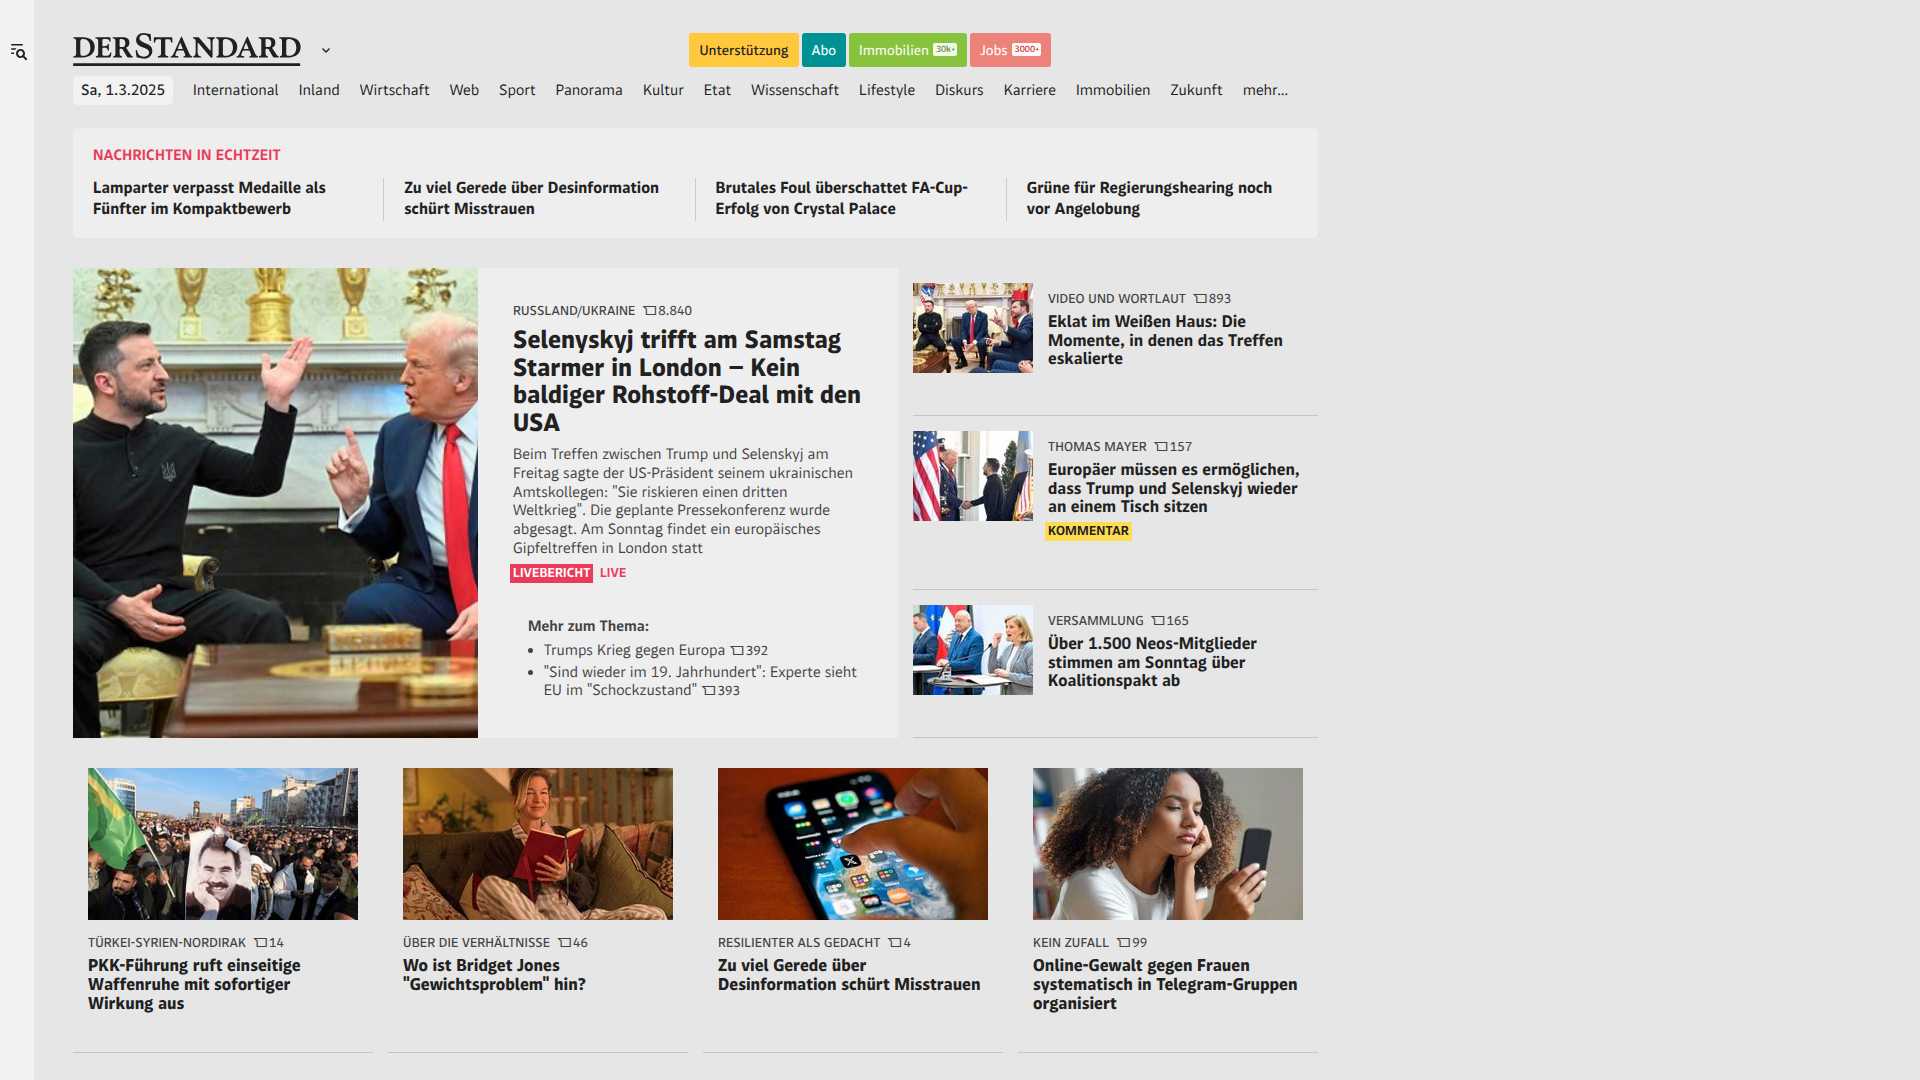 DERSTANDARD
Unterstützung
Abo
Immobilien 30k+
Jobs 3000+
Sa, 1.3.2025
International
Inland
Wirtschaft
Web
Sport
Panorama
Kultur
Etat
Wissenschaft
Lifestyle
Diskurs
Karriere
Immobilien
Zukunft
mehr...
NACHRICHTEN IN ECHTZEIT
Lamparter verpasst Medaille als
Fünfter im Kompaktbewerb
Zu viel Gerede über Desinformation
schürt Misstrauen
Brutales Foul überschattet FA-Cup-
Erfolg von Crystal Palace
Grüne für Regierungshearing noch
vor Angelobung
RUSSLAND/UKRAINE 8.840
Selenyskyj trifft am Samstag
Starmer in London – Kein
baldiger Rohstoff-Deal mit den
USA
Beim Treffen zwischen Trump und Selenskyj am
Freitag sagte der US-Präsident seinem ukrainischen
Amtskollegen: "Sie riskieren einen dritten
Weltkrieg". Die geplante Pressekonferenz wurde
abgesagt. Am Sonntag findet ein europäisches
Gipfeltreffen in London statt
LIVEBERICHT LIVE
Mehr zum Thema:
• Trumps Krieg gegen Europa 392
• "Sind wieder im 19. Jahrhundert": Experte sieht
EU im "Schockzustand" 393
VIDEO UND WORTLAUT 893
Eklat im Weißen Haus: Die
Momente, in denen das Treffen
eskalierte
THOMAS MAYER 157
Europäer müssen es ermöglichen,
dass Trump und Selenskyj wieder
an einem Tisch sitzen
KOMMENTAR
VERSAMMLUNG 165
Über 1.500 Neos-Mitglieder
stimmen am Sonntag über
Koalitionspakt ab
TÜRKEI-SYRIEN-NORDIRAK 14
PKK-Führung ruft einseitige
Waffenruhe mit sofortiger
Wirkung aus
ÜBER DIE VERHÄLTNISSE 46
Wo ist Bridget Jones
"Gewichtsproblem" hin?
RESILIENTER ALS GEDACHT 4
Zu viel Gerede über
Desinformation schürt Misstrauen
KEIN ZUFALL 99
Online-Gewalt gegen Frauen
systematisch in Telegram-Gruppen
organisiert